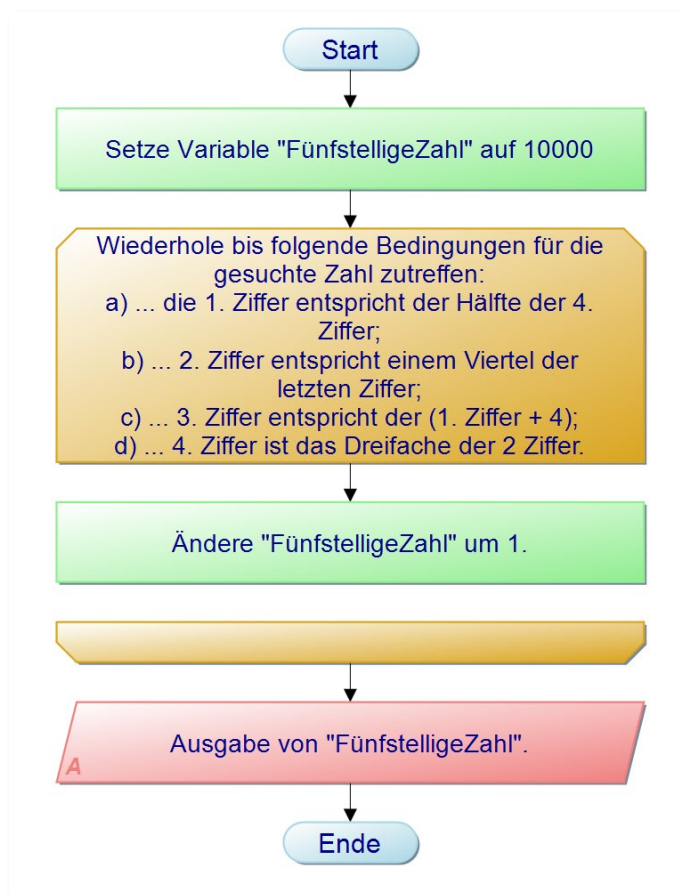 Start
Setze Variable "FünfstelligeZahl" auf 10000
Wiederhole bis folgende Bedingungen für die
gesuchte Zahl zutreffen:
a) ... die 1. Ziffer entspricht der Hälfte der 4.
Ziffer;
b) ... 2. Ziffer entspricht einem Viertel der
letzten Ziffer;
c) ... 3. Ziffer entspricht der (1. Ziffer + 4);
d) ... 4. Ziffer ist das Dreifache der 2 Ziffer.
Ändere "FünfstelligeZahl" um 1.
Ausgabe von "FünfstelligeZahl".
A
Ende